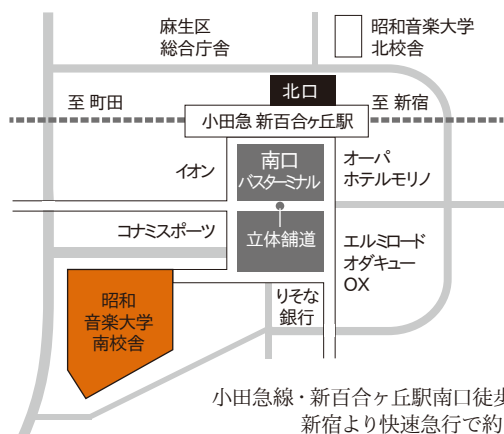 麻生区
総合庁舎
昭和音楽大学
北校舎
北口
至 町田
至 新宿
小田急 新百合ヶ丘駅
イオン
南口
バスターミナル
オーパ
ホテルモリノ
コナミスポーツ
立体舗道
エルミロード
オダキュー
OX
昭和
音楽大学
南校舎
りそな
銀行
小田急線・新百合ヶ丘駅南口徒歩
新宿より快速急行で約